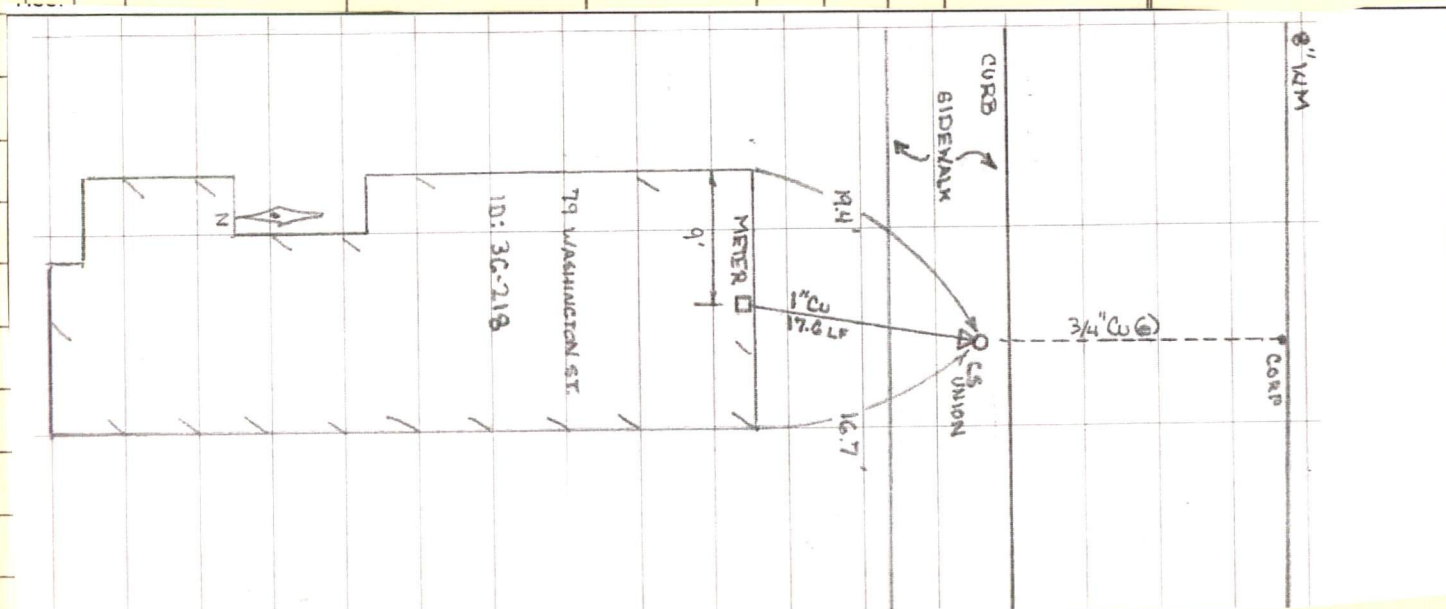 8" WM
CURB
SIDEWALK
N
79 WASHINGTON ST.
ID: 3G-218
METER
9'
19.4'
1" CU
17.6 LF
CS
UNION
16.7'
3/4" CU (E)
CORP